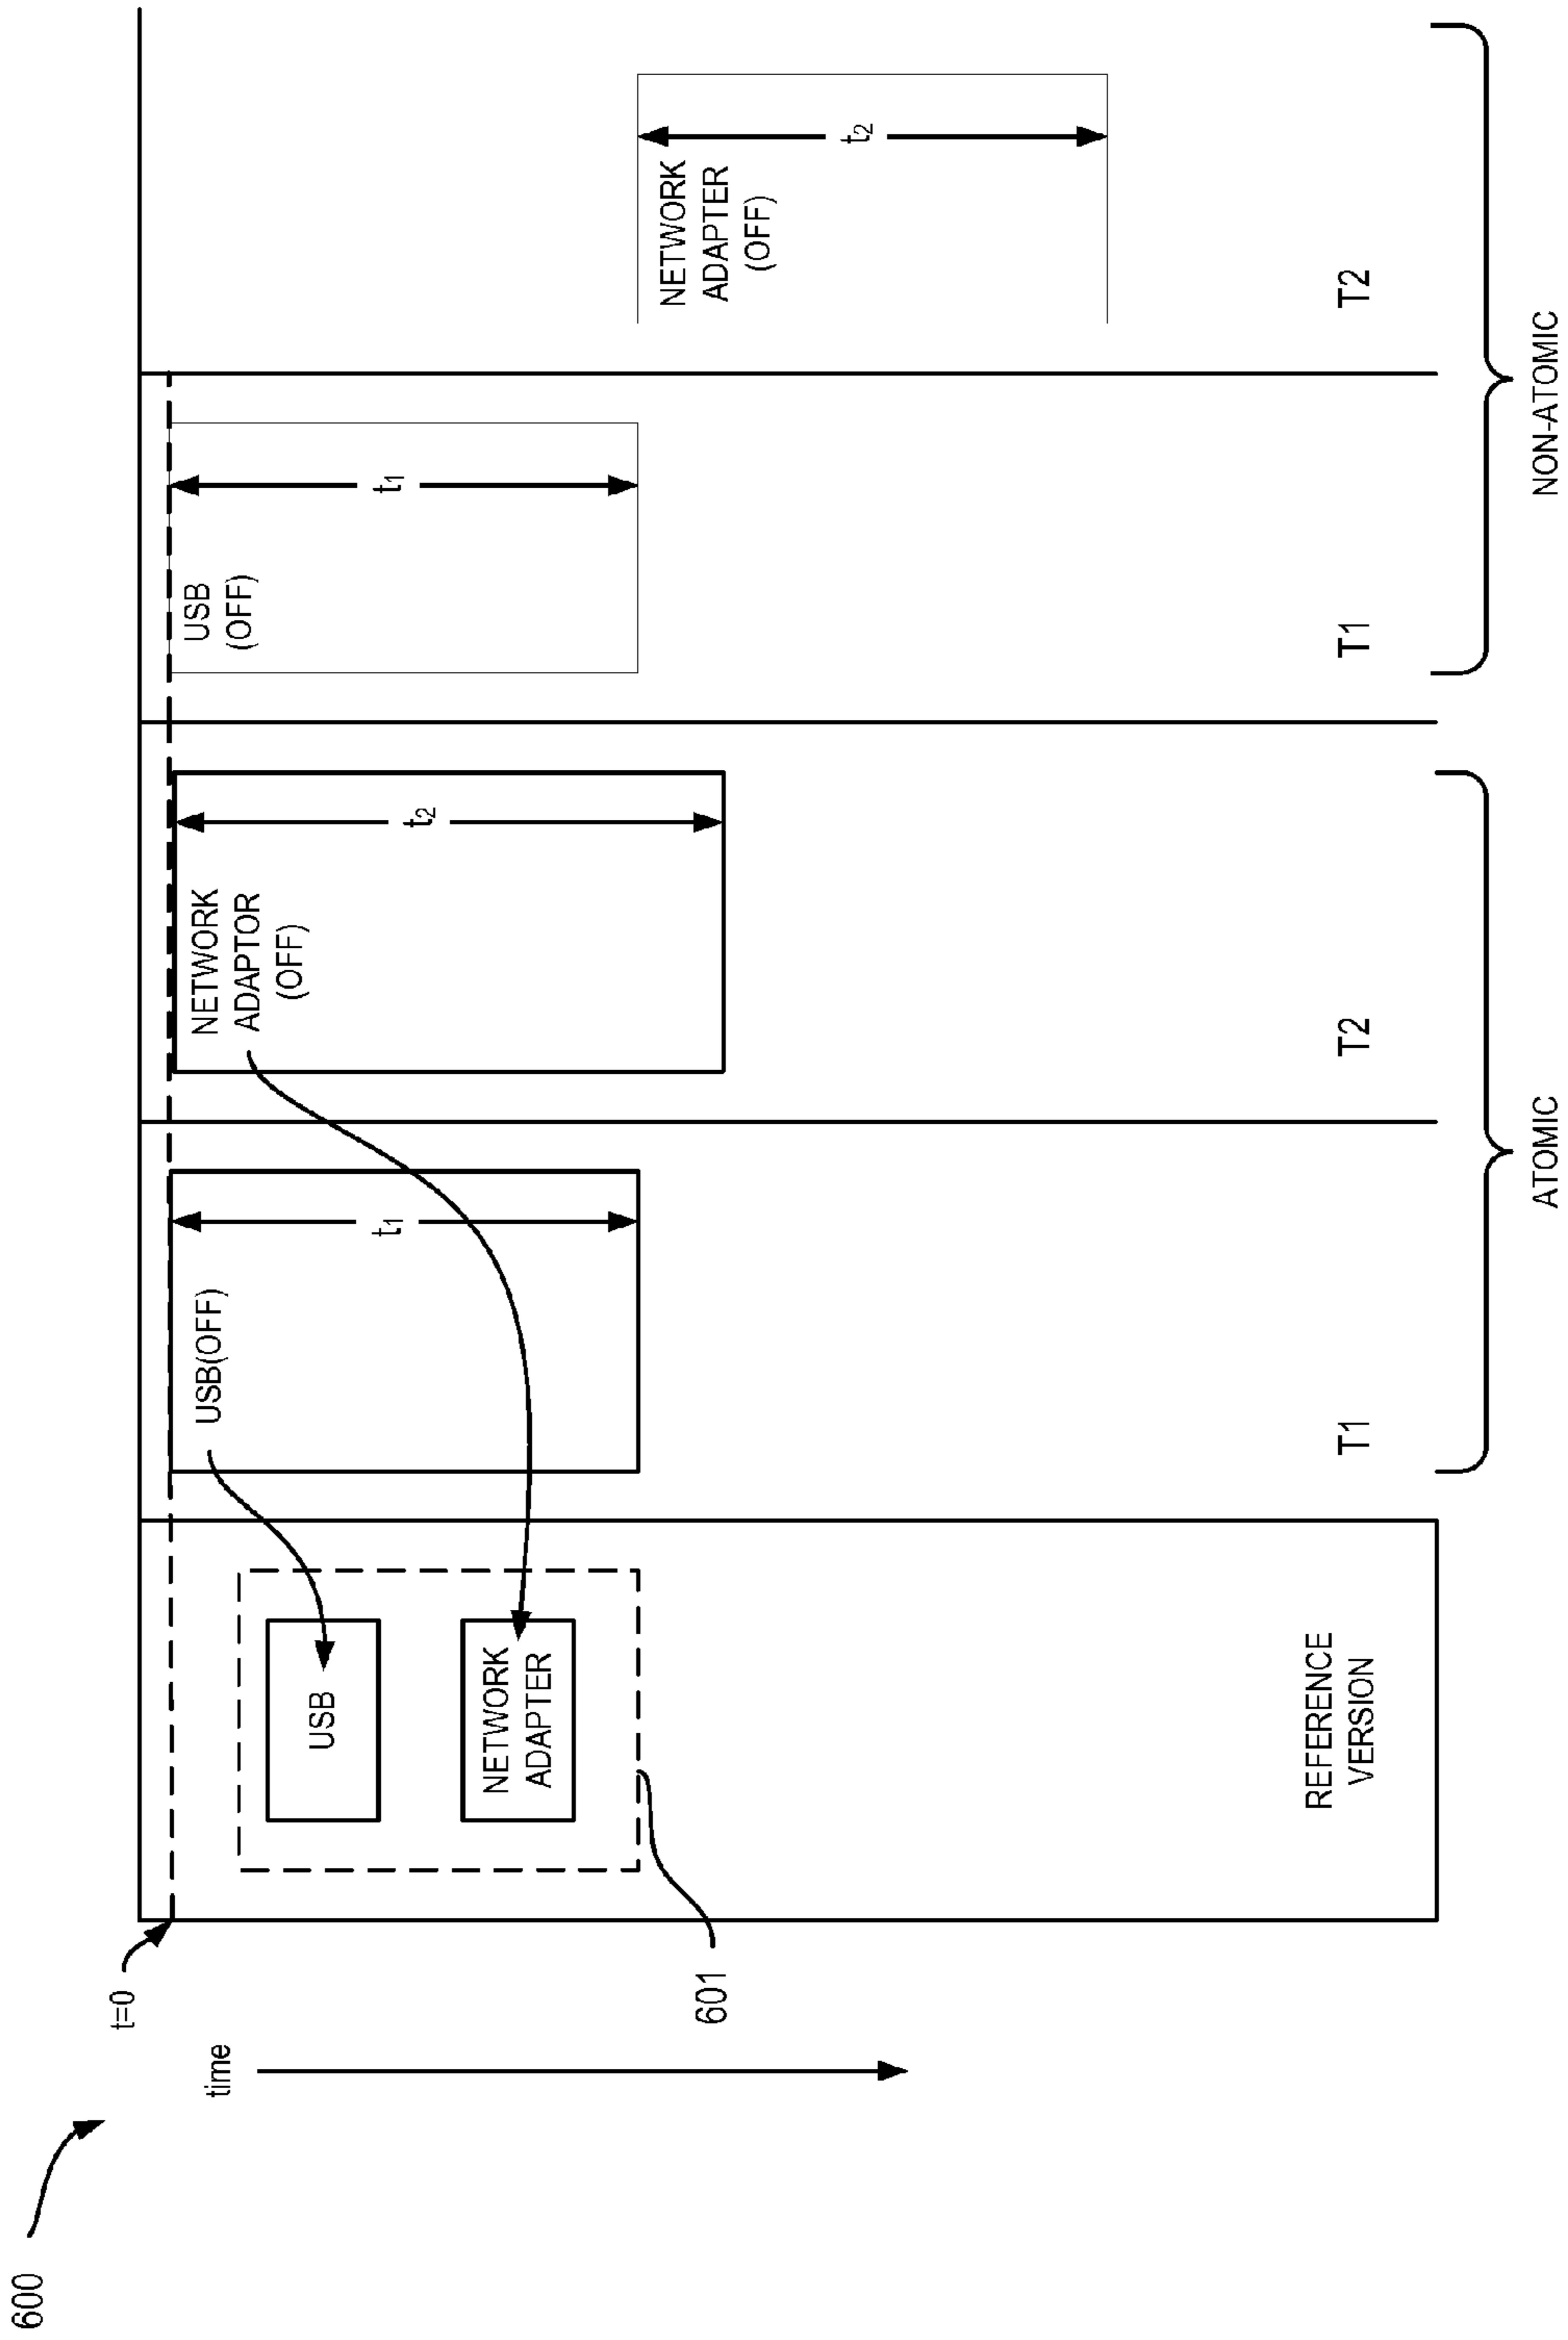 600
time
t=0
601
USB
NETWORK
ADAPTER
REFERENCE
VERSION
USB(OFF)
t1
T1
NETWORK
ADAPTOR
(OFF)
t2
T2
ATOMIC
USB
(OFF)
t1
T1
NETWORK
ADAPTER
(OFF)
t2
T2
NON-ATOMIC